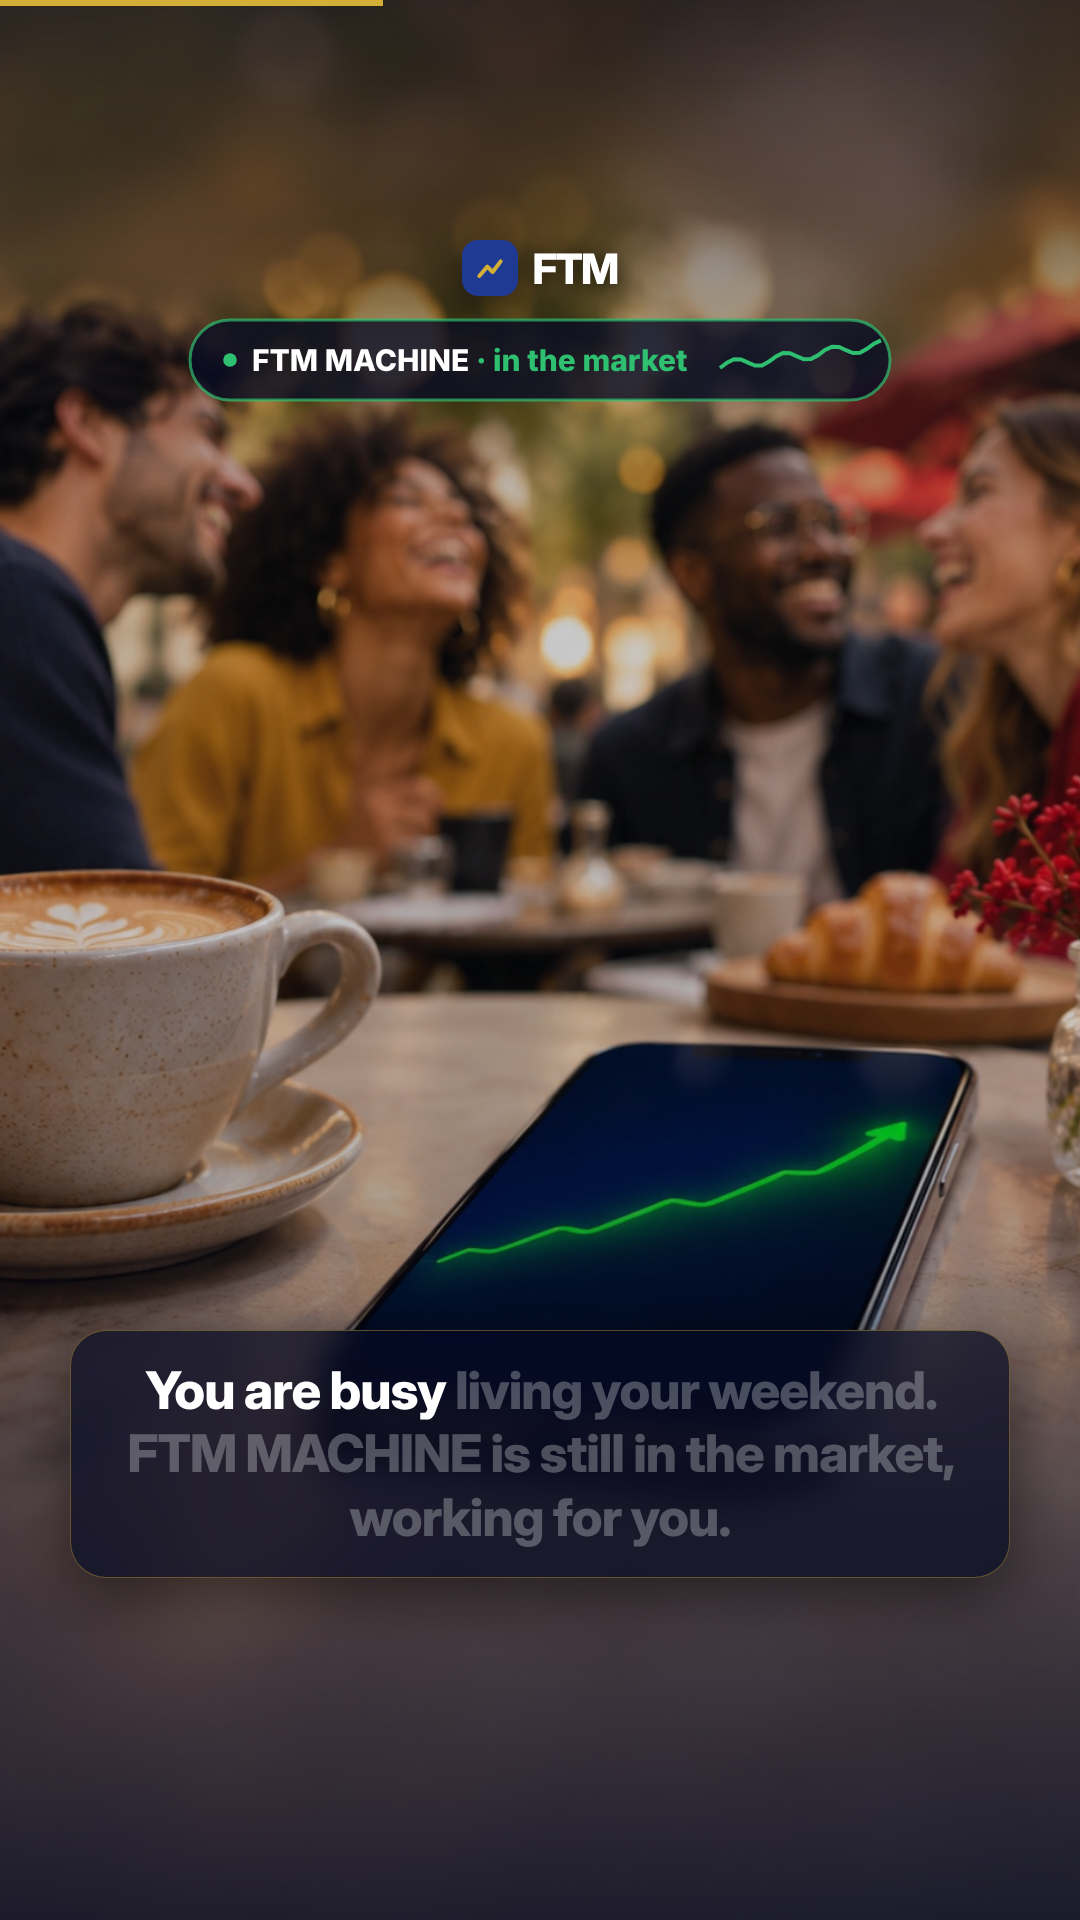 FTM
FTM MACHINE · in the market
You are busy living your weekend.
FTM MACHINE is still in the market,
working for you.